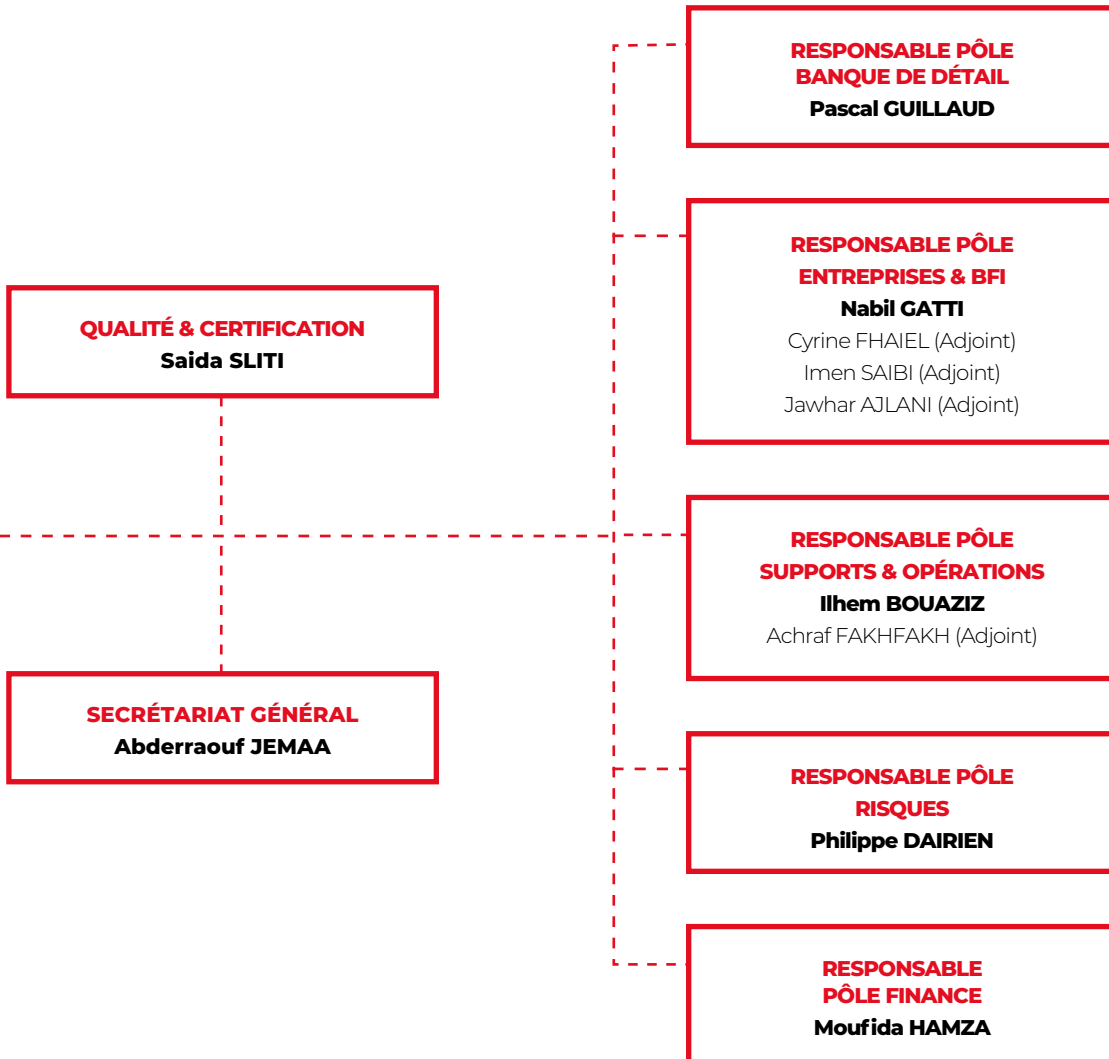 QUALITÉ & CERTIFICATION
Saida SLITI
SECRÉTARIAT GÉNÉRAL
Abderraouf JEMAA
RESPONSABLE PÔLE
BANQUE DE DÉTAIL
Pascal GUILLAUD
RESPONSABLE PÔLE
ENTREPRISES & BFI
Nabil GATTI
Cyrine FHAIEL (Adjoint)
Imen SAIBI (Adjoint)
Jawhar AJLANI (Adjoint)
RESPONSABLE PÔLE
SUPPORTS & OPÉRATIONS
Ilhem BOUAZIZ
Achraf FAKHFAKH (Adjoint)
RESPONSABLE PÔLE
RISQUES
Philippe DAIRIEN
RESPONSABLE
PÔLE FINANCE
Moufida HAMZA